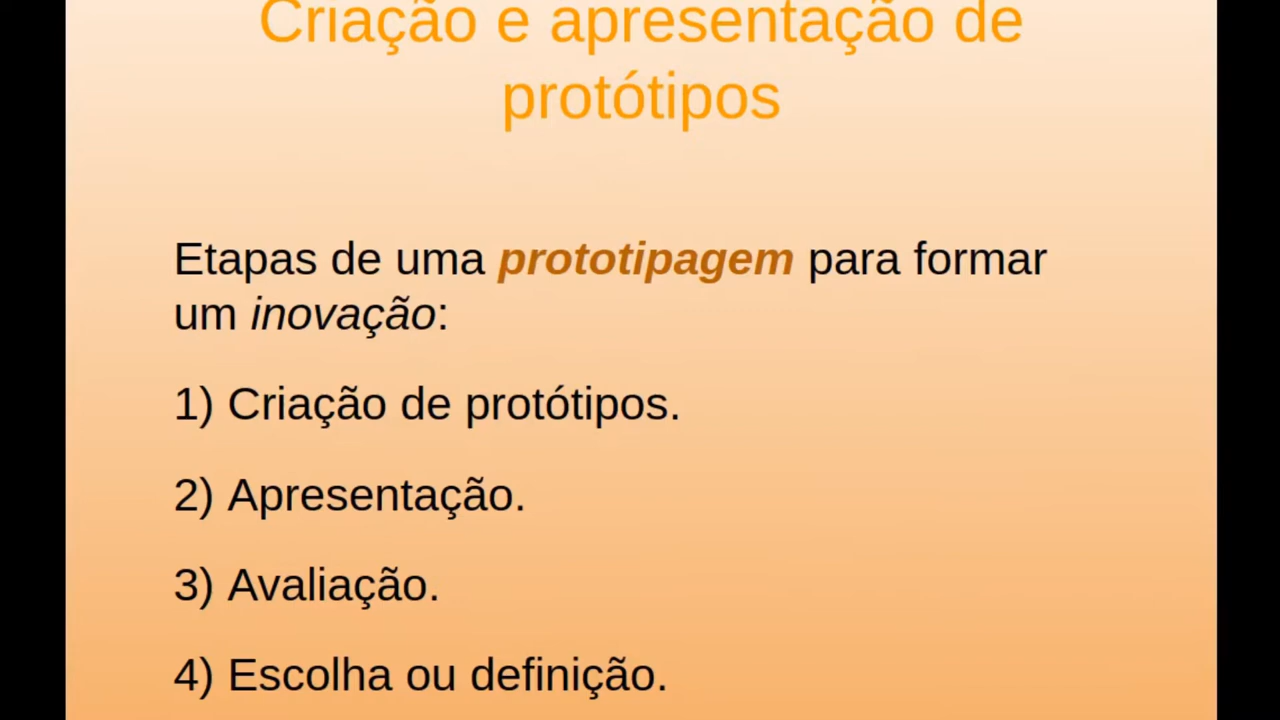 Criação e apresentação de
protótipos
Etapas de uma prototipagem para formar
um inovação:
1) Criação de protótipos.
2) Apresentação.
3) Avaliação.
4) Escolha ou definição.